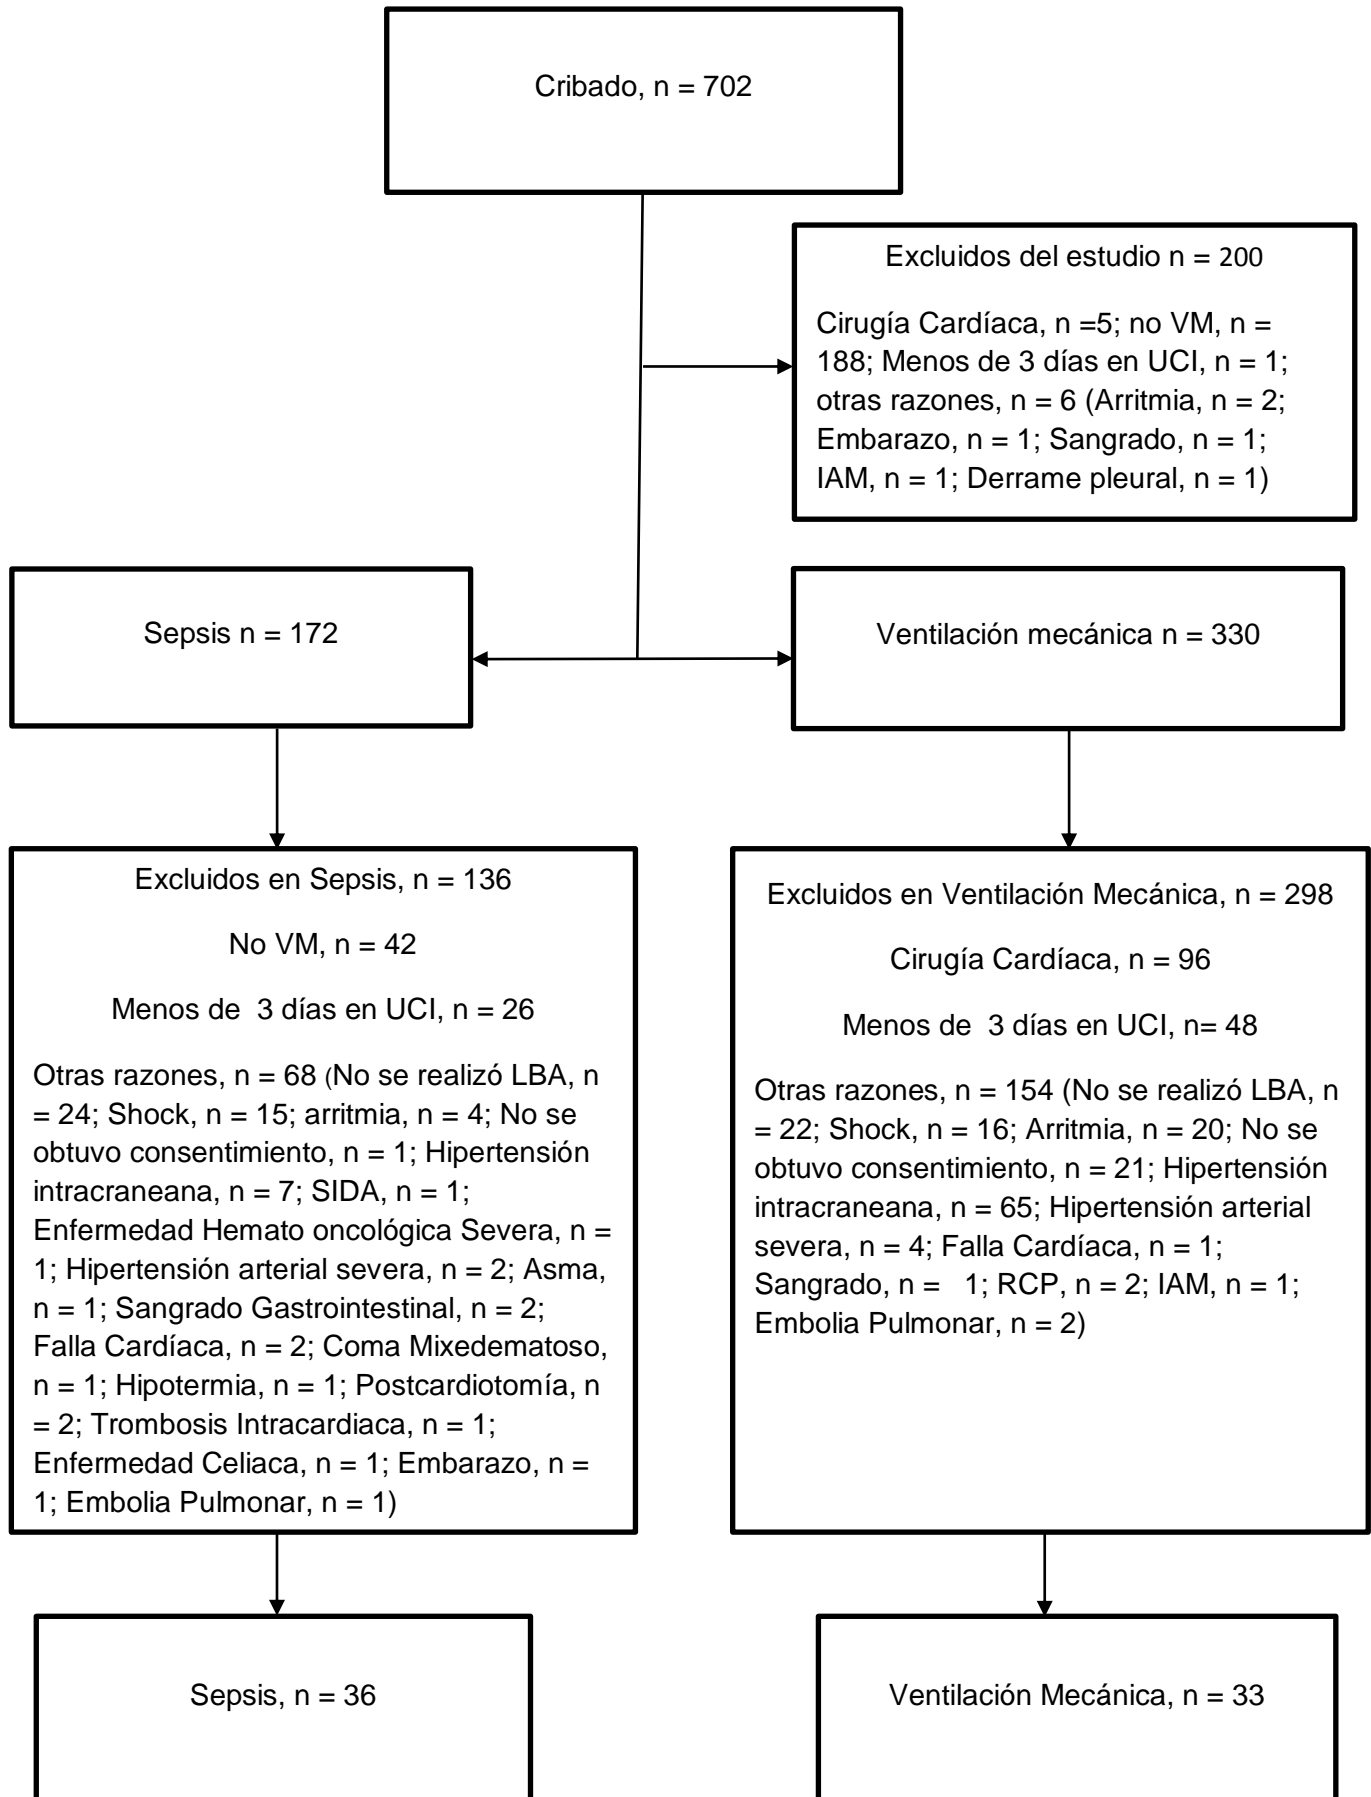 Cribado, n = 702
Excluidos del estudio n = 200
Cirugía Cardíaca, n =5; no VM, n =
188; Menos de 3 días en UCI, n = 1;
otras razones, n = 6 (Arritmia, n = 2;
Embarazo, n = 1; Sangrado, n = 1;
IAM, n = 1; Derrame pleural, n = 1)
Sepsis n = 172
Ventilación mecánica n = 330
Excluidos en Sepsis, n = 136
No VM, n = 42
Menos de  3 días en UCI, n = 26
Otras razones, n = 68 (No se realizó LBA, n
= 24; Shock, n = 15; arritmia, n = 4; No se
obtuvo consentimiento, n = 1; Hipertensión
intracraneana, n = 7; SIDA, n = 1;
Enfermedad Hemato oncológica Severa, n =
1; Hipertensión arterial severa, n = 2; Asma,
n = 1; Sangrado Gastrointestinal, n = 2;
Falla Cardíaca, n = 2; Coma Mixedematoso,
n = 1; Hipotermia, n = 1; Postcardiotomía, n
= 2; Trombosis Intracardiaca, n = 1;
Enfermedad Celiaca, n = 1; Embarazo, n =
1; Embolia Pulmonar, n = 1)
Excluidos en Ventilación Mecánica, n = 298
Cirugía Cardíaca, n = 96
Menos de  3 días en UCI, n= 48
Otras razones, n = 154 (No se realizó LBA, n
= 22; Shock, n = 16; Arritmia, n = 20; No se
obtuvo consentimiento, n = 21; Hipertensión
intracraneana, n = 65; Hipertensión arterial
severa, n = 4; Falla Cardíaca, n = 1;
Sangrado, n =   1; RCP, n = 2; IAM, n = 1;
Embolia Pulmonar, n = 2)
Sepsis, n = 36
Ventilación Mecánica, n = 33